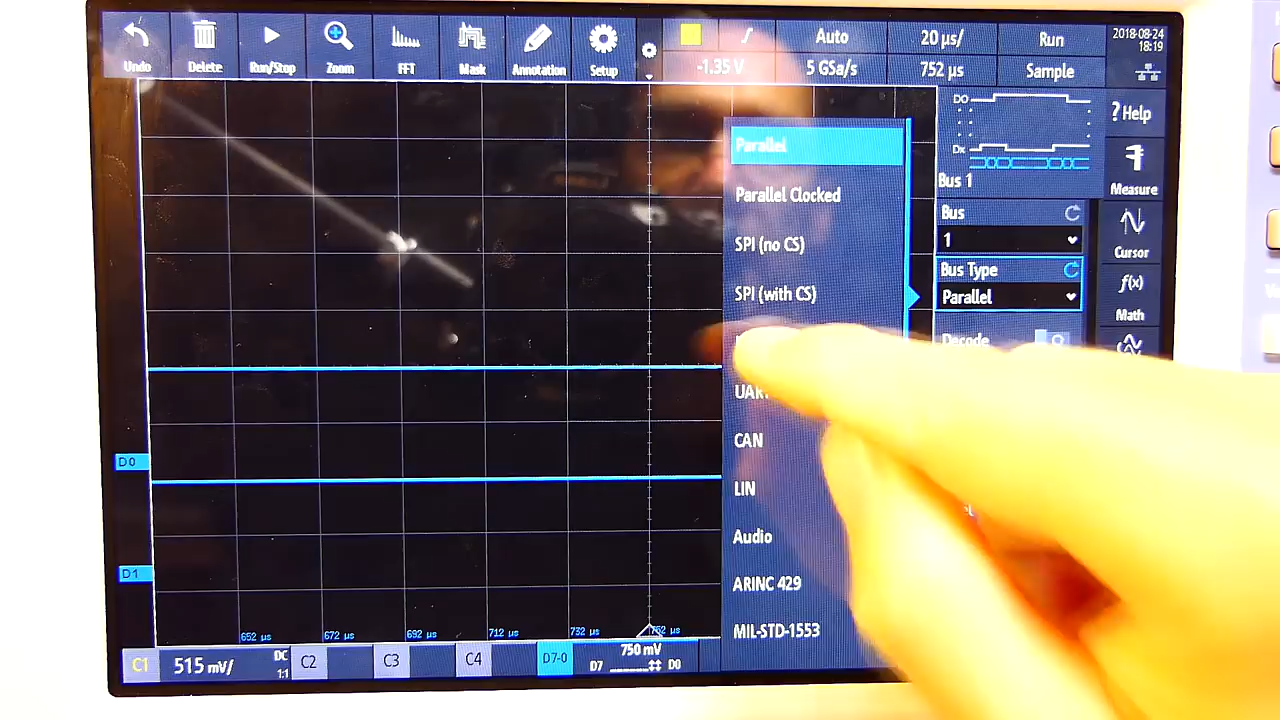 Undo
Delete
Run/Stop
Zoom
FFT
Mask
Annotation
Setup
-1.35 V
Auto
5 GSa/s
20 µs/
752 µs
Run
Sample
2018-08-24
18:19
D0
Dx
Bus 1
? Help
Measure
Cursor
f(x)
Math
Bus
1
Bus Type
Parallel
Decode
Parallel
Parallel Clocked
SPI (no CS)
SPI (with CS)
CAN
LIN
Audio
ARINC 429
MIL-STD-1553
D0
D1
652 µs
672 µs
692 µs
712 µs
732 µs
752 µs
C1
515 mV/
DC
1:1
C2
C3
C4
D7-0
750 mV
D7
D0